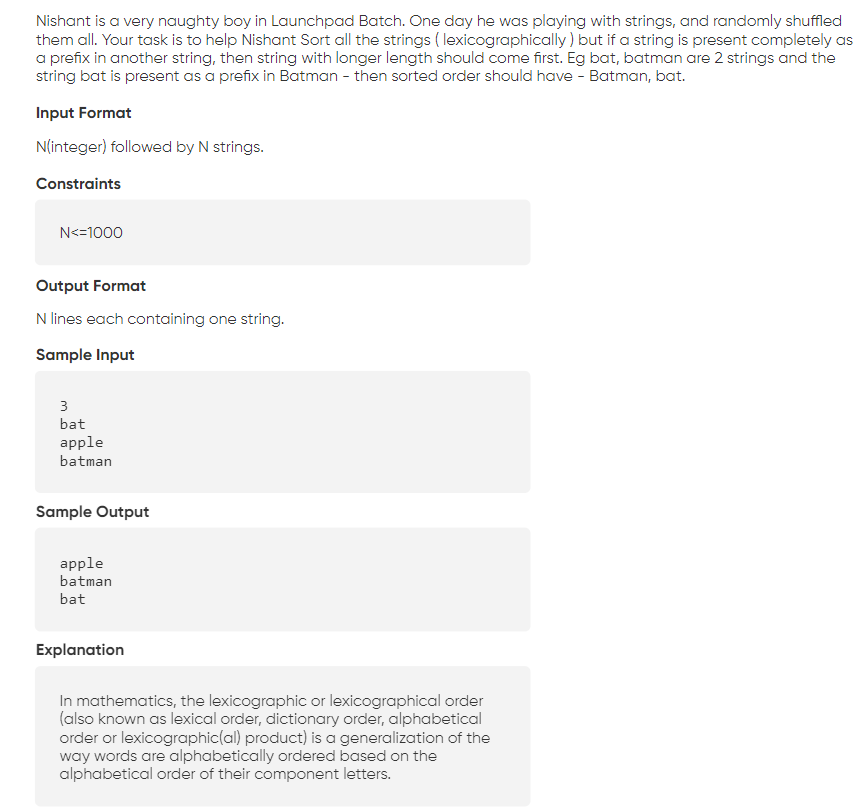 Nishant is a very naughty boy in Launchpad Batch. One day he was playing with strings, and randomly shuffled
them all. Your task is to help Nishant Sort all the strings ( lexicographically ) but if a string is present completely as
a prefix in another string, then string with longer length should come first. Eg bat, batman are 2 strings and the
string bat is present as a prefix in Batman - then sorted order should have - Batman, bat.
Input Format
N(integer) followed by N strings.
Constraints
N<=1000
Output Format
N lines each containing one string.
Sample Input
3
bat
apple
batman
Sample Output
apple
batman
bat
Explanation
In mathematics, the lexicographic or lexicographical order
(also known as lexical order, dictionary order, alphabetical
order or lexicographic(al) product) is a generalization of the
way words are alphabetically ordered based on the
alphabetical order of their component letters.